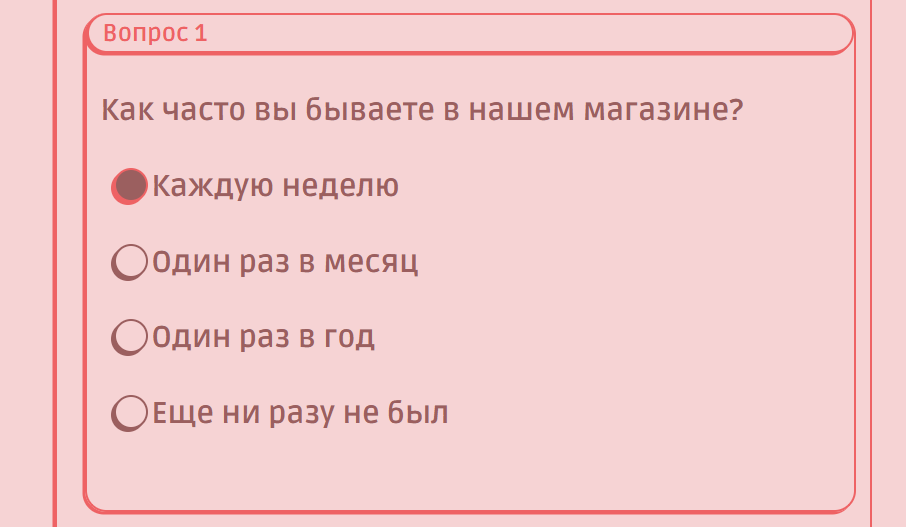 Вопрос 1
Как часто вы бываете в нашем магазине?
Каждую неделю
Один раз в месяц
Один раз в год
Еще ни разу не был